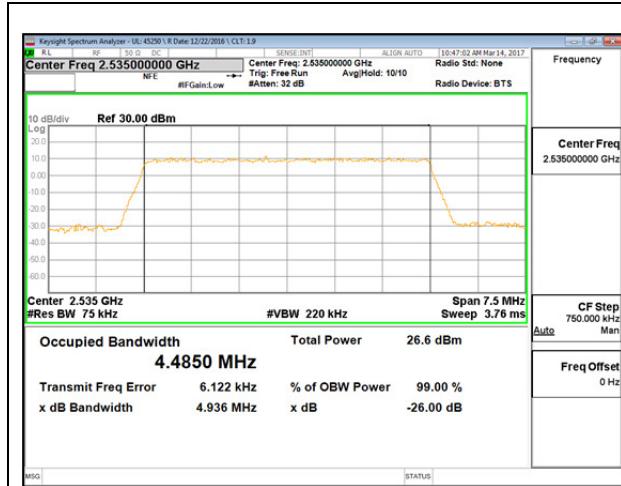 Keysight Spectrum Analyzer - UL: 45250 \ R Date: 12/22/2016 \ CLT: 1.9
RL RF 50 Ω DC SENSE:INT ALIGN AUTO 10:47:02 AM Mar 14, 2017
Center Freq 2.535000000 GHz
Center Freq: 2.535000000 GHz
Radio Std: None
NFE
Trig: Free Run Avg|Hold: 10/10
#IFGain:Low
#Atten: 32 dB
Radio Device: BTS
Frequency
10 dB/div Ref 30.00 dBm
Log
20.0
10.0
0.00
-10.0
-20.0
-30.0
-40.0
-50.0
-60.0
Center 2.535 GHz Span 7.5 MHz
#Res BW 75 kHz #VBW 220 kHz Sweep 3.76 ms
Occupied Bandwidth Total Power 26.6 dBm
4.4850 MHz
Transmit Freq Error 6.122 kHz % of OBW Power 99.00 %
x dB Bandwidth 4.936 MHz x dB -26.00 dB
Center Freq
2.535000000 GHz
CF Step
750.000 kHz
Auto Man
Freq Offset
0 Hz
MSG STATUS